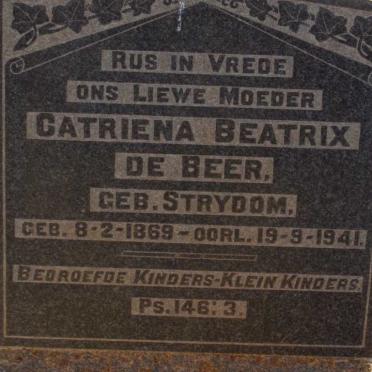 RUS IN VREDE
ONS LIEWE MOEDER
CATRIENA BEATRIX
DE BEER,
GEB. STRYDOM,
GEB. 8-2-1869 - OORL. 19-9-1941.
BEDROEFDE KINDERS-KLEIN KINDERS.
PS. 146: 3.